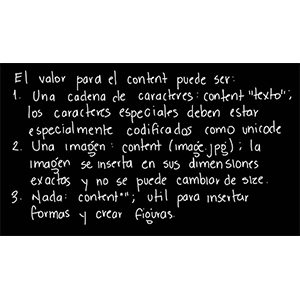 El valor para el content puede ser:
1. Una cadena de caracteres: content "texto";
los caracteres especiales deben estar
especialmente codificados como unicode
2. Una imagen: content (image.jpg); la
imagen se inserta en sus dimensiones
exactas y no se puede cambiar de size.
3. Nada: content""; util para insertar
formas y crear figuras.